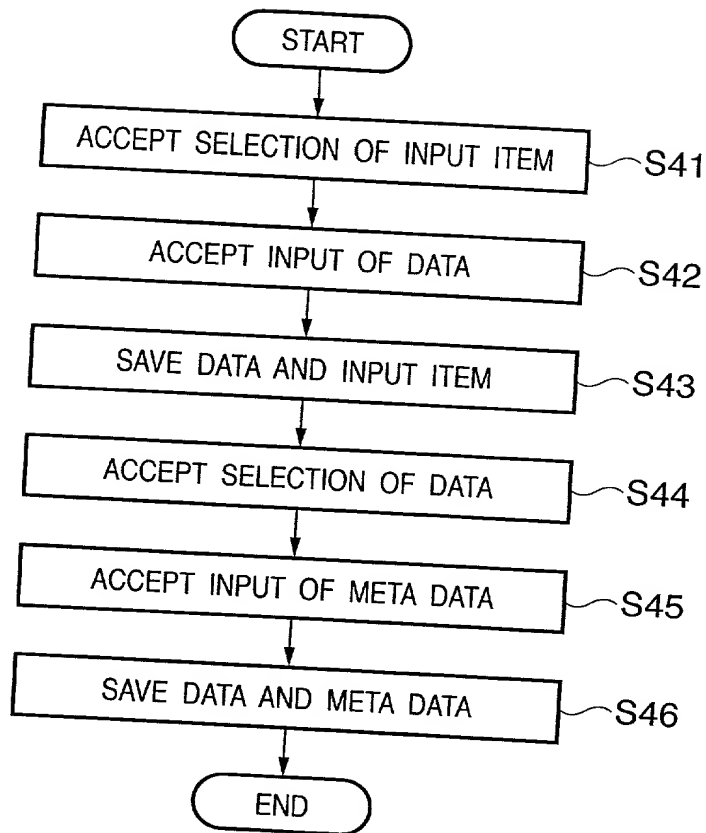 START
ACCEPT SELECTION OF INPUT ITEM S41
ACCEPT INPUT OF DATA S42
SAVE DATA AND INPUT ITEM S43
ACCEPT SELECTION OF DATA S44
ACCEPT INPUT OF META DATA S45
SAVE DATA AND META DATA S46
END